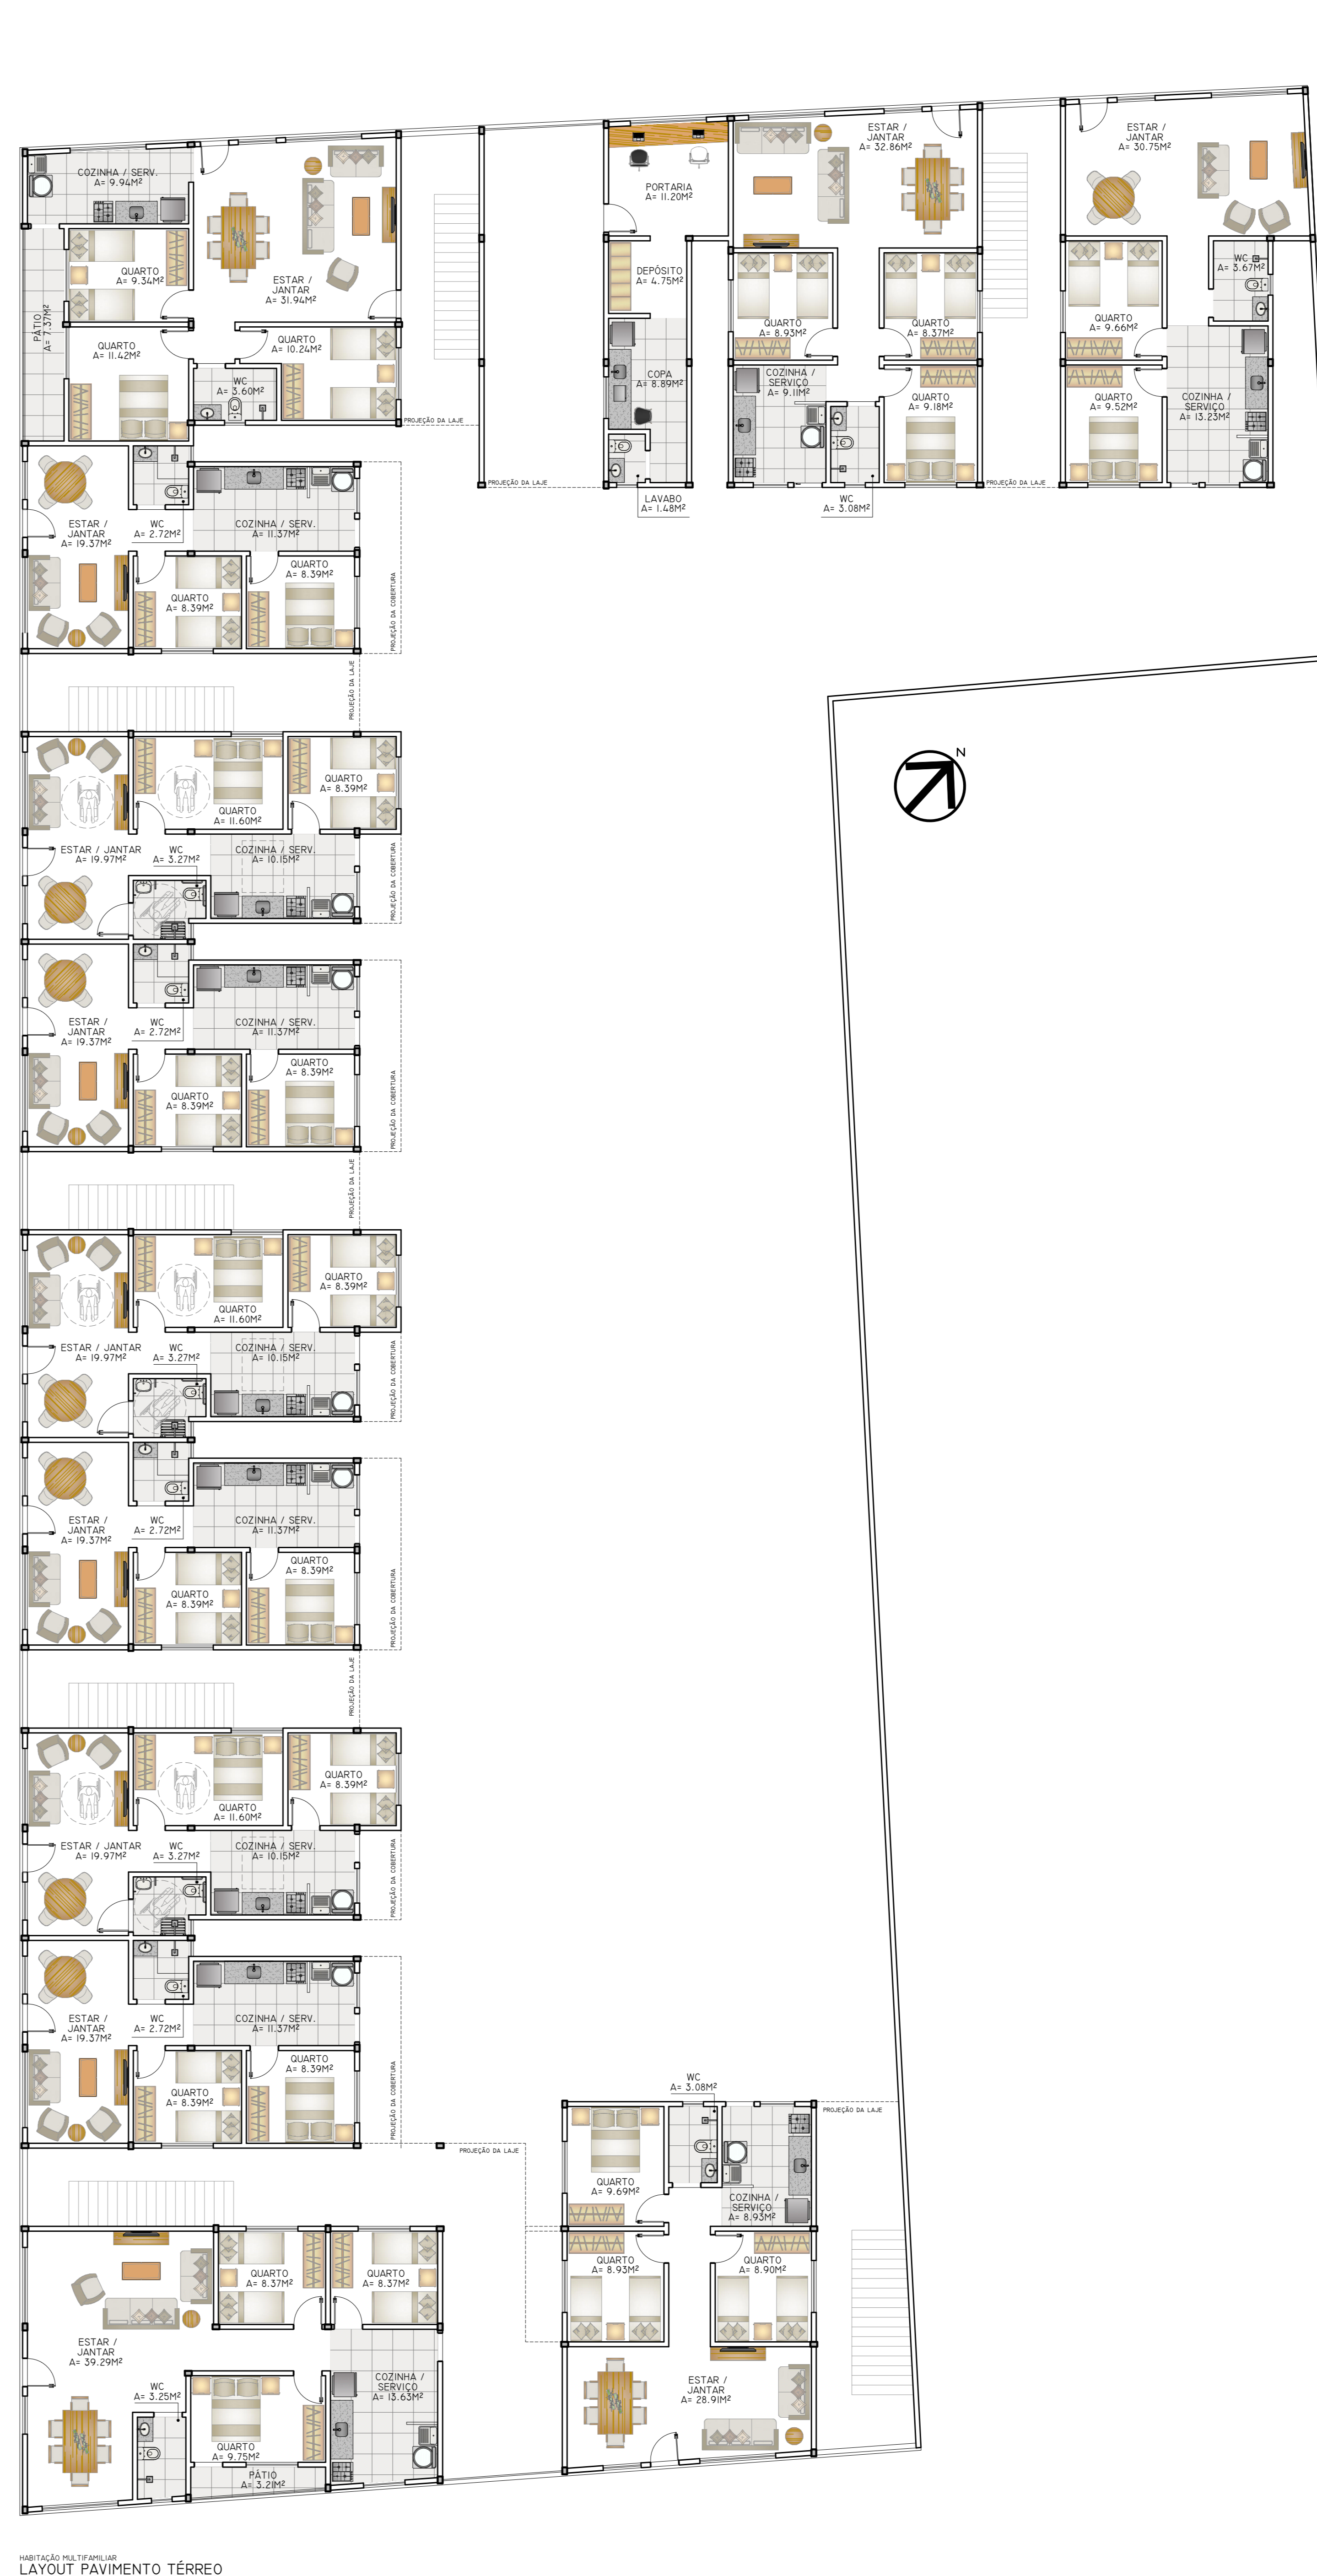 COZINHA / SERV.
A= 9.94M²
QUARTO
A= 9.34M²
ESTAR /
JANTAR
A= 31.94M²
PÁTIO
A= 7.37M²
QUARTO
A= 11.42M²
QUARTO
A= 10.24M²
WC
A= 3.60M²
PROJEÇÃO DA LAJE
PROJEÇÃO DA LAJE
PORTARIA
A= 11.20M²
DEPÓSITO
A= 4.75M²
COPA
A= 8.89M²
LAVABO
A= 1.48M²
ESTAR /
JANTAR
A= 32.86M²
QUARTO
A= 8.93M²
QUARTO
A= 8.37M²
COZINHA /
SERVIÇO
A= 9.11M²
QUARTO
A= 9.18M²
WC
A= 3.08M²
PROJEÇÃO DA LAJE
ESTAR /
JANTAR
A= 30.75M²
WC
A= 3.67M²
QUARTO
A= 9.66M²
QUARTO
A= 9.52M²
COZINHA /
SERVIÇO
A= 13.23M²
ESTAR /
JANTAR
A= 19.37M²
WC
A= 2.72M²
COZINHA / SERV.
A= 11.37M²
QUARTO
A= 8.39M²
QUARTO
A= 8.39M²
PROJEÇÃO DA COBERTURA
PROJEÇÃO DA LAJE
N
QUARTO
A= 8.39M²
QUARTO
A= 11.60M²
ESTAR / JANTAR
A= 19.97M²
WC
A= 3.27M²
COZINHA / SERV.
A= 10.15M²
PROJEÇÃO DA COBERTURA
ESTAR /
JANTAR
A= 19.37M²
WC
A= 2.72M²
COZINHA / SERV.
A= 11.37M²
QUARTO
A= 8.39M²
QUARTO
A= 8.39M²
PROJEÇÃO DA COBERTURA
PROJEÇÃO DA LAJE
QUARTO
A= 8.39M²
QUARTO
A= 11.60M²
ESTAR / JANTAR
A= 19.97M²
WC
A= 3.27M²
COZINHA / SERV.
A= 10.15M²
PROJEÇÃO DA COBERTURA
ESTAR /
JANTAR
A= 19.37M²
WC
A= 2.72M²
COZINHA / SERV.
A= 11.37M²
QUARTO
A= 8.39M²
QUARTO
A= 8.39M²
PROJEÇÃO DA COBERTURA
PROJEÇÃO DA LAJE
QUARTO
A= 8.39M²
QUARTO
A= 11.60M²
ESTAR / JANTAR
A= 19.97M²
WC
A= 3.27M²
COZINHA / SERV.
A= 10.15M²
PROJEÇÃO DA COBERTURA
ESTAR /
JANTAR
A= 19.37M²
WC
A= 2.72M²
COZINHA / SERV.
A= 11.37M²
QUARTO
A= 8.39M²
QUARTO
A= 8.39M²
PROJEÇÃO DA COBERTURA
PROJEÇÃO DA LAJE
WC
A= 3.08M²
PROJEÇÃO DA LAJE
QUARTO
A= 9.69M²
COZINHA /
SERVIÇO
A= 8.93M²
QUARTO
A= 8.93M²
QUARTO
A= 8.90M²
ESTAR /
JANTAR
A= 28.91M²
QUARTO
A= 8.37M²
QUARTO
A= 8.37M²
ESTAR /
JANTAR
A= 39.29M²
WC
A= 3.25M²
COZINHA /
SERVIÇO
A= 13.63M²
QUARTO
A= 9.75M²
PÁTIO
A= 3.21M²
HABITAÇÃO MULTIFAMILIAR
LAYOUT PAVIMENTO TÉRREO